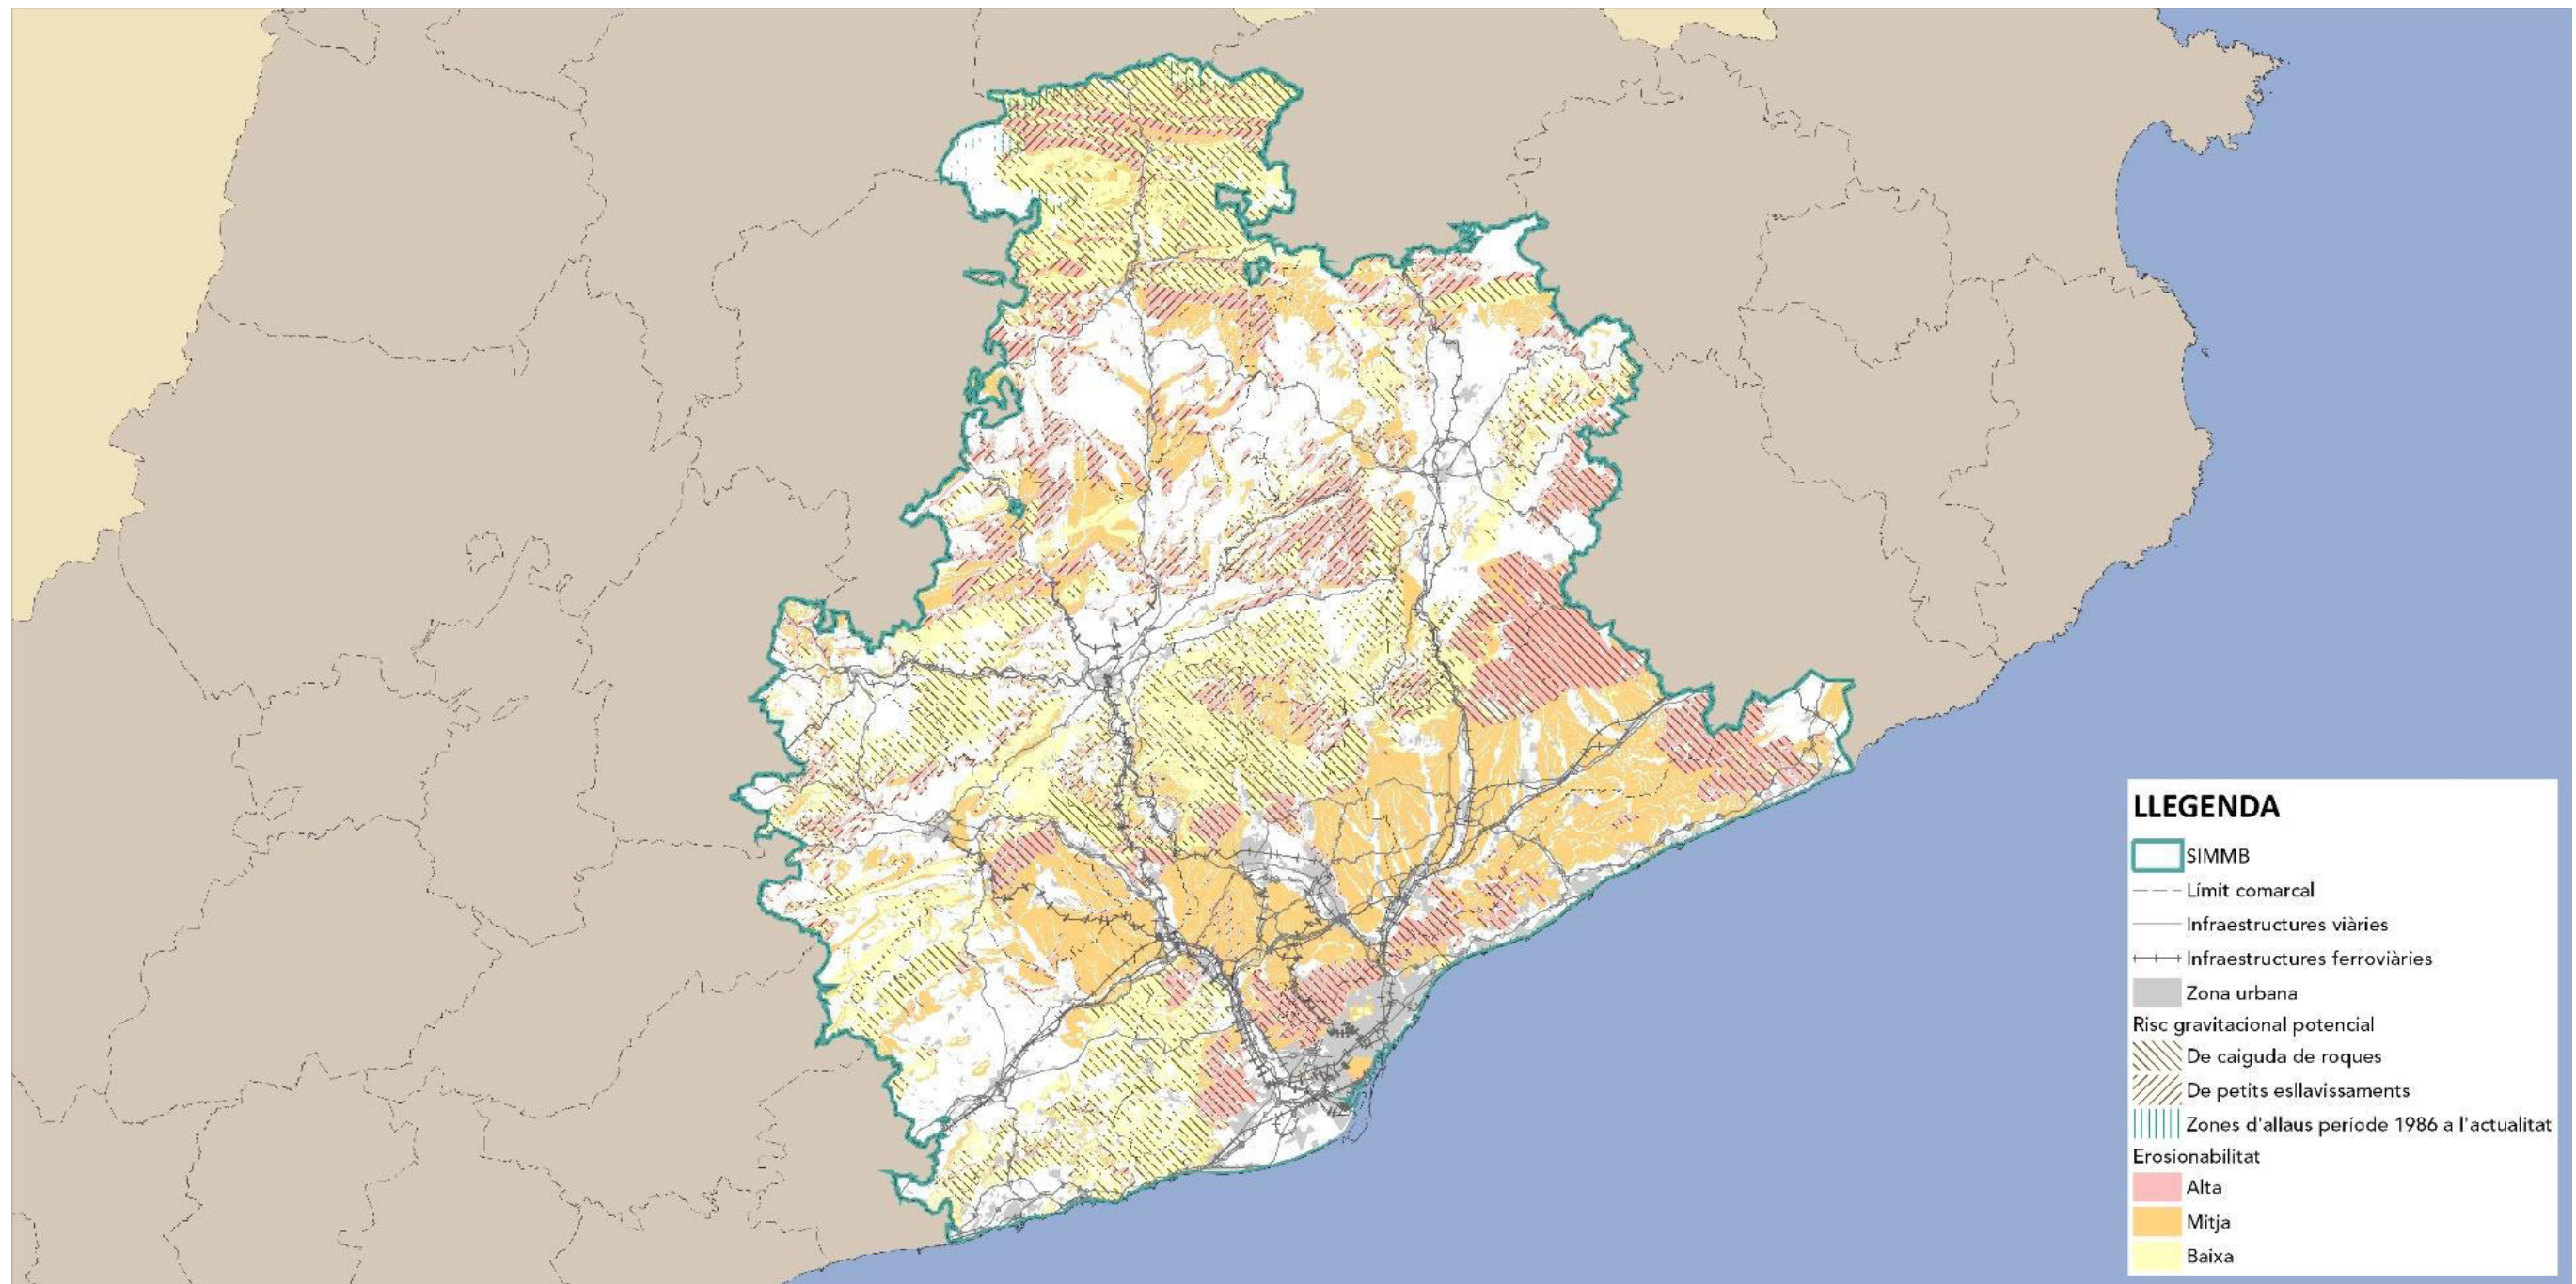 LLEGENDA
SIMMB
Límit comarcal
Infraestructures viàries
Infraestructures ferroviàries
Zona urbana
Risc gravitacional potencial
De caiguda de roques
De petits esllavissaments
Zones d'allaus període 1986 a l'actualitat
Erosionabilitat
Alta
Mitja
Baixa